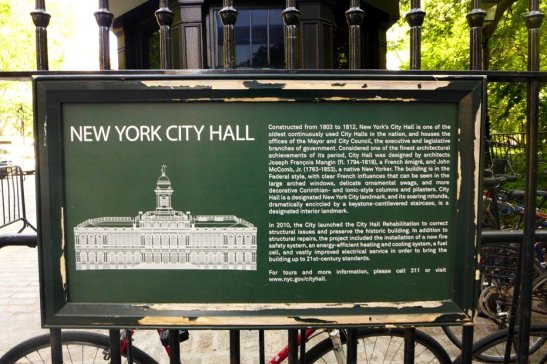 NEW YORK CITY HALL
Constructed from 1803 to 1812, New York's City Hall is one of the
oldest continuously used City Halls in the nation, and houses the
offices of the Mayor and City Council, the executive and legislative
branches of government. Considered one of the finest architectural
achievements of its period, City Hall was designed by architects
Joseph François Mangin (fl. 1794-1818), a French émigré, and John
McComb, Jr. (1763-1853), a native New Yorker. The building is in the
Federal style, with clear French influences that can be seen in the
large arched windows, delicate ornamental swags, and more
decorative Corinthian- and Ionic-style columns and pilasters. City
Hall is a designated New York City landmark, and its soaring rotunda,
dramatically encircled by a keystone-cantilevered staircase, is a
designated interior landmark.
In 2010, the City launched the City Hall Rehabilitation to correct
structural issues and preserve the historic building. In addition to
structural repairs, the project included the installation of a new fire
safety system, an energy-efficient heating and cooling system, a fuel
cell, and vastly improved electrical service in order to bring the
building up to 21st-century standards.
For tours and more information, please call 311 or visit
www.nyc.gov/cityhall.